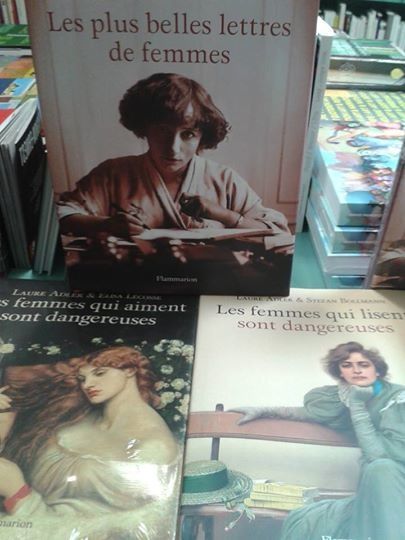 Les plus belles lettres
de femmes
Flammarion
LAURE ADLER & ELISA LECOSSE
es femmes qui aiment
sont dangereuses
mmarion
LAURE ADLER & STEFAN BOLLMANN
Les femmes qui lisent
sont dangereuses